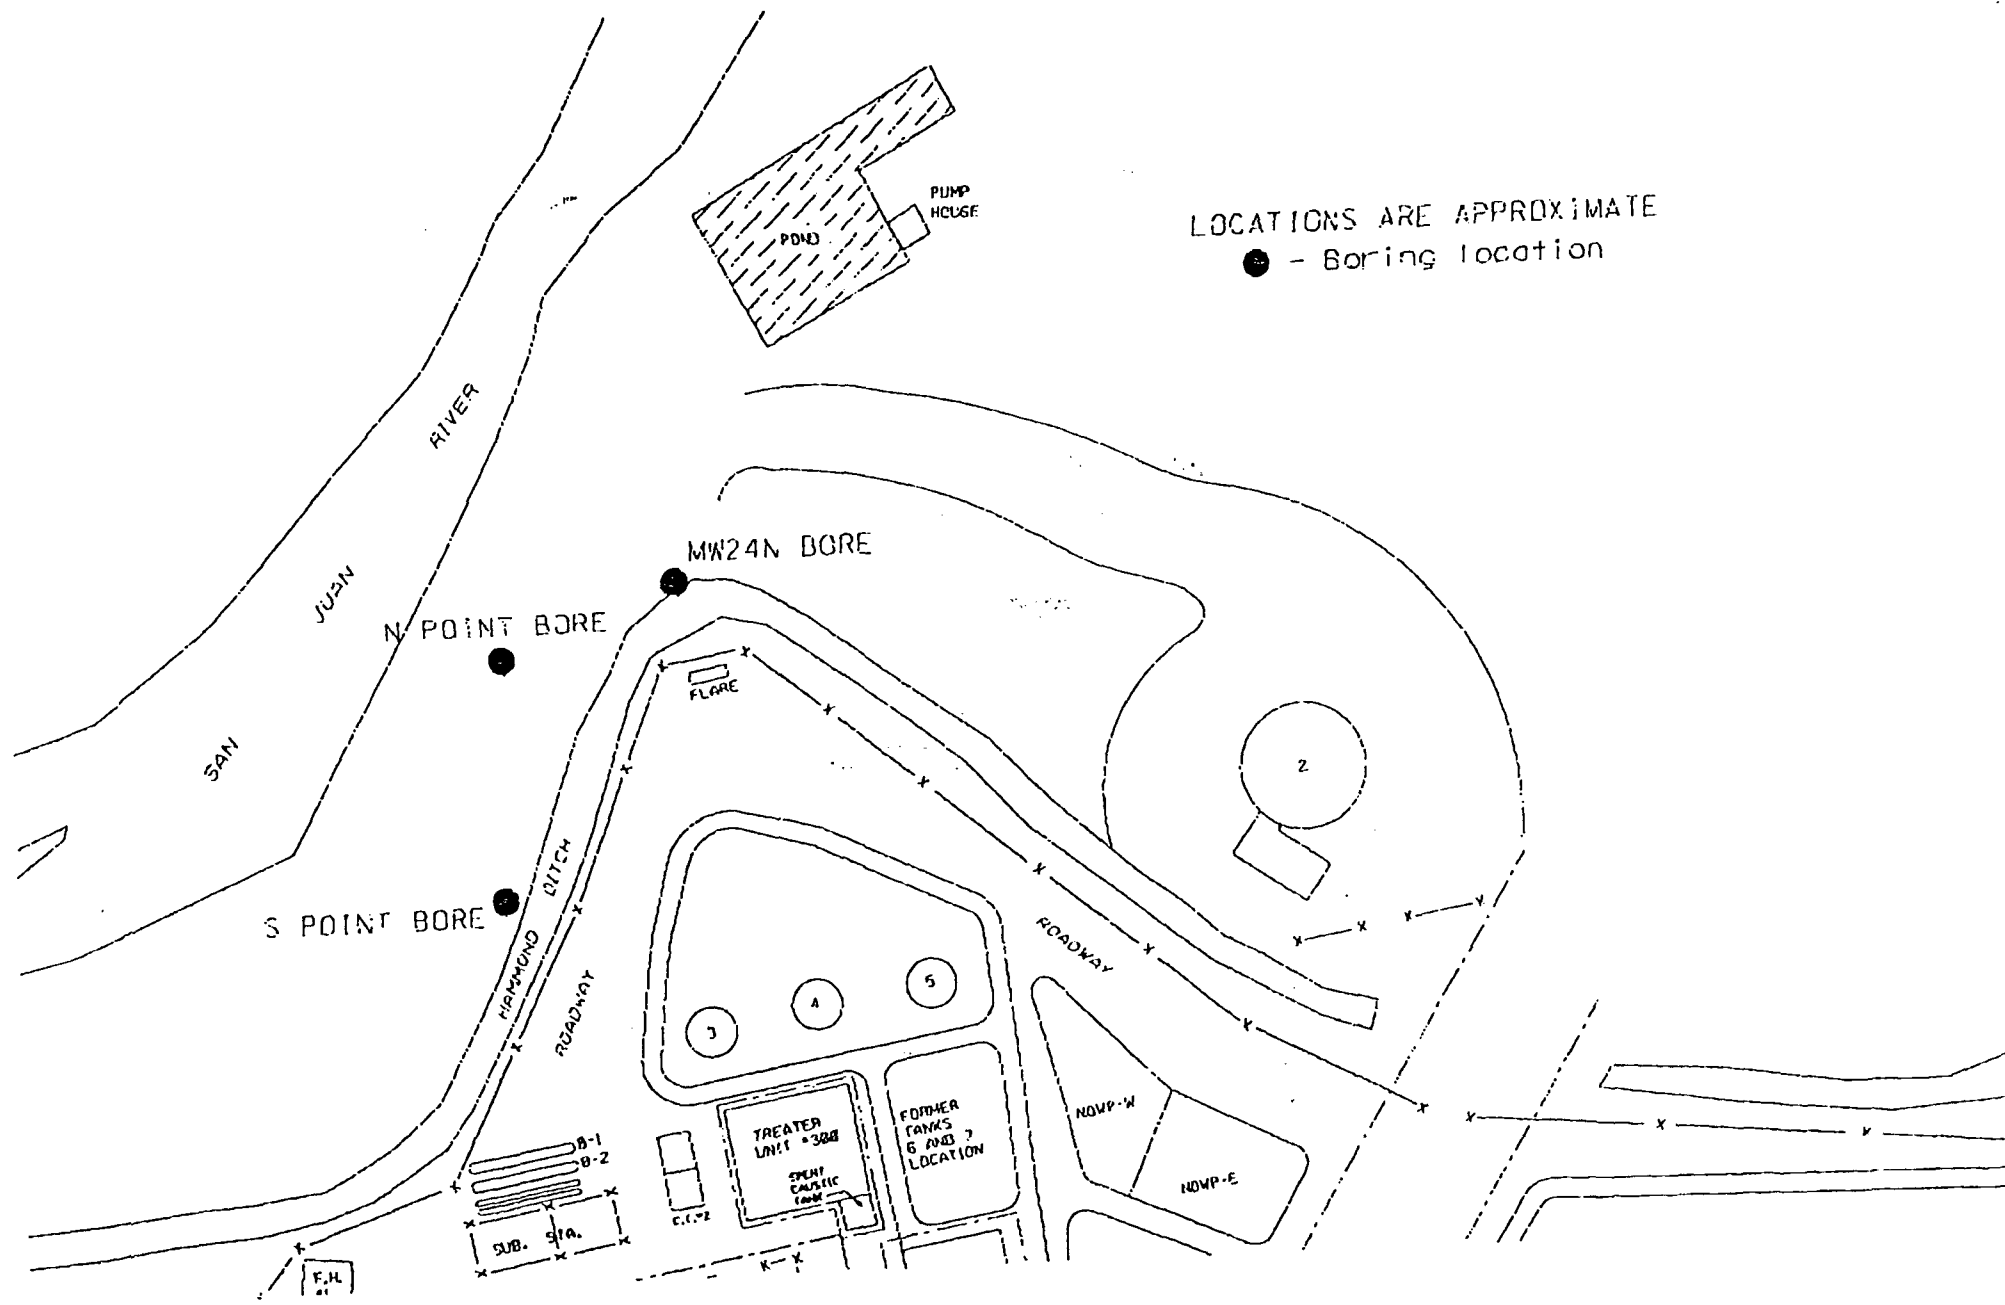 PUMP
HOUSE
POND
LOCATIONS ARE APPROXiMATE
- Boring location
RIVER
JUAN
SAN
MW24N BORE
N POINT BORE
FLARE
2
S POINT BORE
HAMMOND DITCH
ROADWAY
ROADWAY
3
4
5
NOWP-W
NOWP-E
FORMER
TANKS
6 AND 7
LOCATION
TREATER
UNIT #300
SPENT
CAUSTIC
TANK
B-1
B-2
SUB. STA.
F.H.